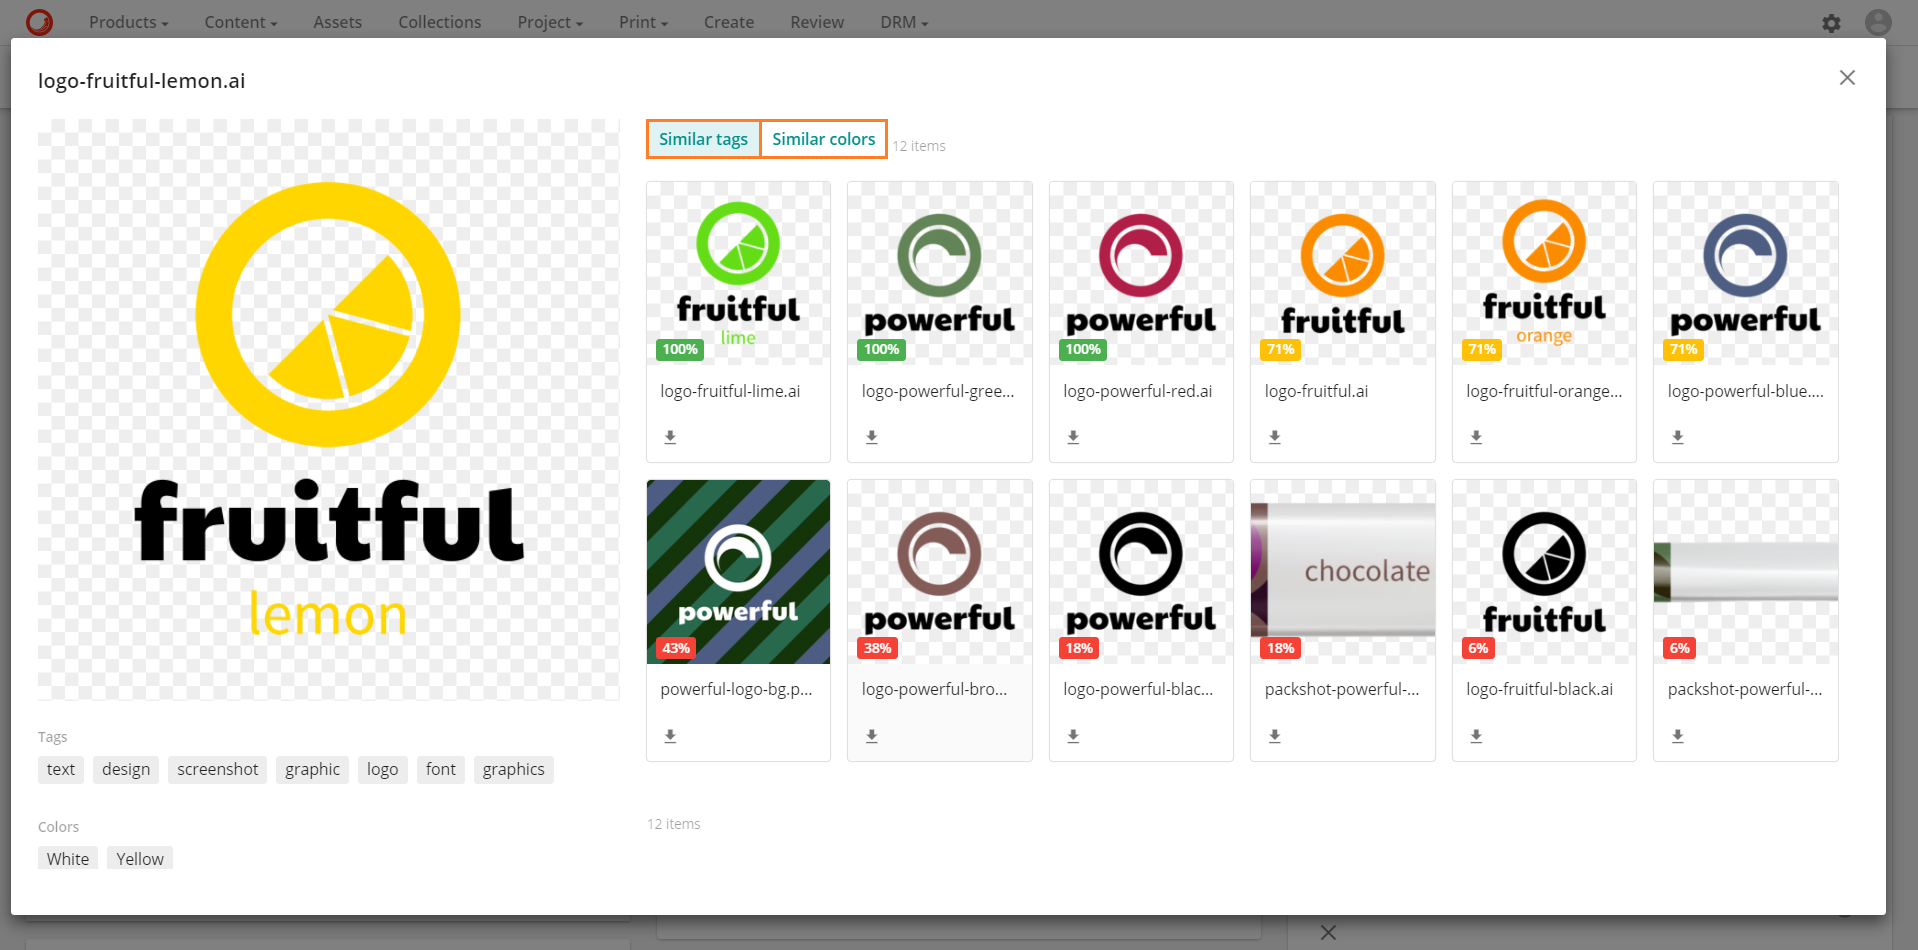 Products Content Assets Collections Project Print Create Review DRM
logo-fruitful-lemon.ai
fruitful
lemon
Tags
text design screenshot graphic logo font graphics
Colors
White Yellow
Similar tags Similar colors 12 items
fruitful
lime
100%
logo-fruitful-lime.ai
powerful
100%
logo-powerful-gree...
powerful
100%
logo-powerful-red.ai
fruitful
71%
logo-fruitful.ai
fruitful
orange
71%
logo-fruitful-orange...
powerful
71%
logo-powerful-blue....
powerful
43%
powerful-logo-bg.p...
powerful
38%
logo-powerful-bro...
powerful
18%
logo-powerful-blac...
chocolate
18%
packshot-powerful-...
fruitful
6%
logo-fruitful-black.ai
6%
packshot-powerful-...
12 items